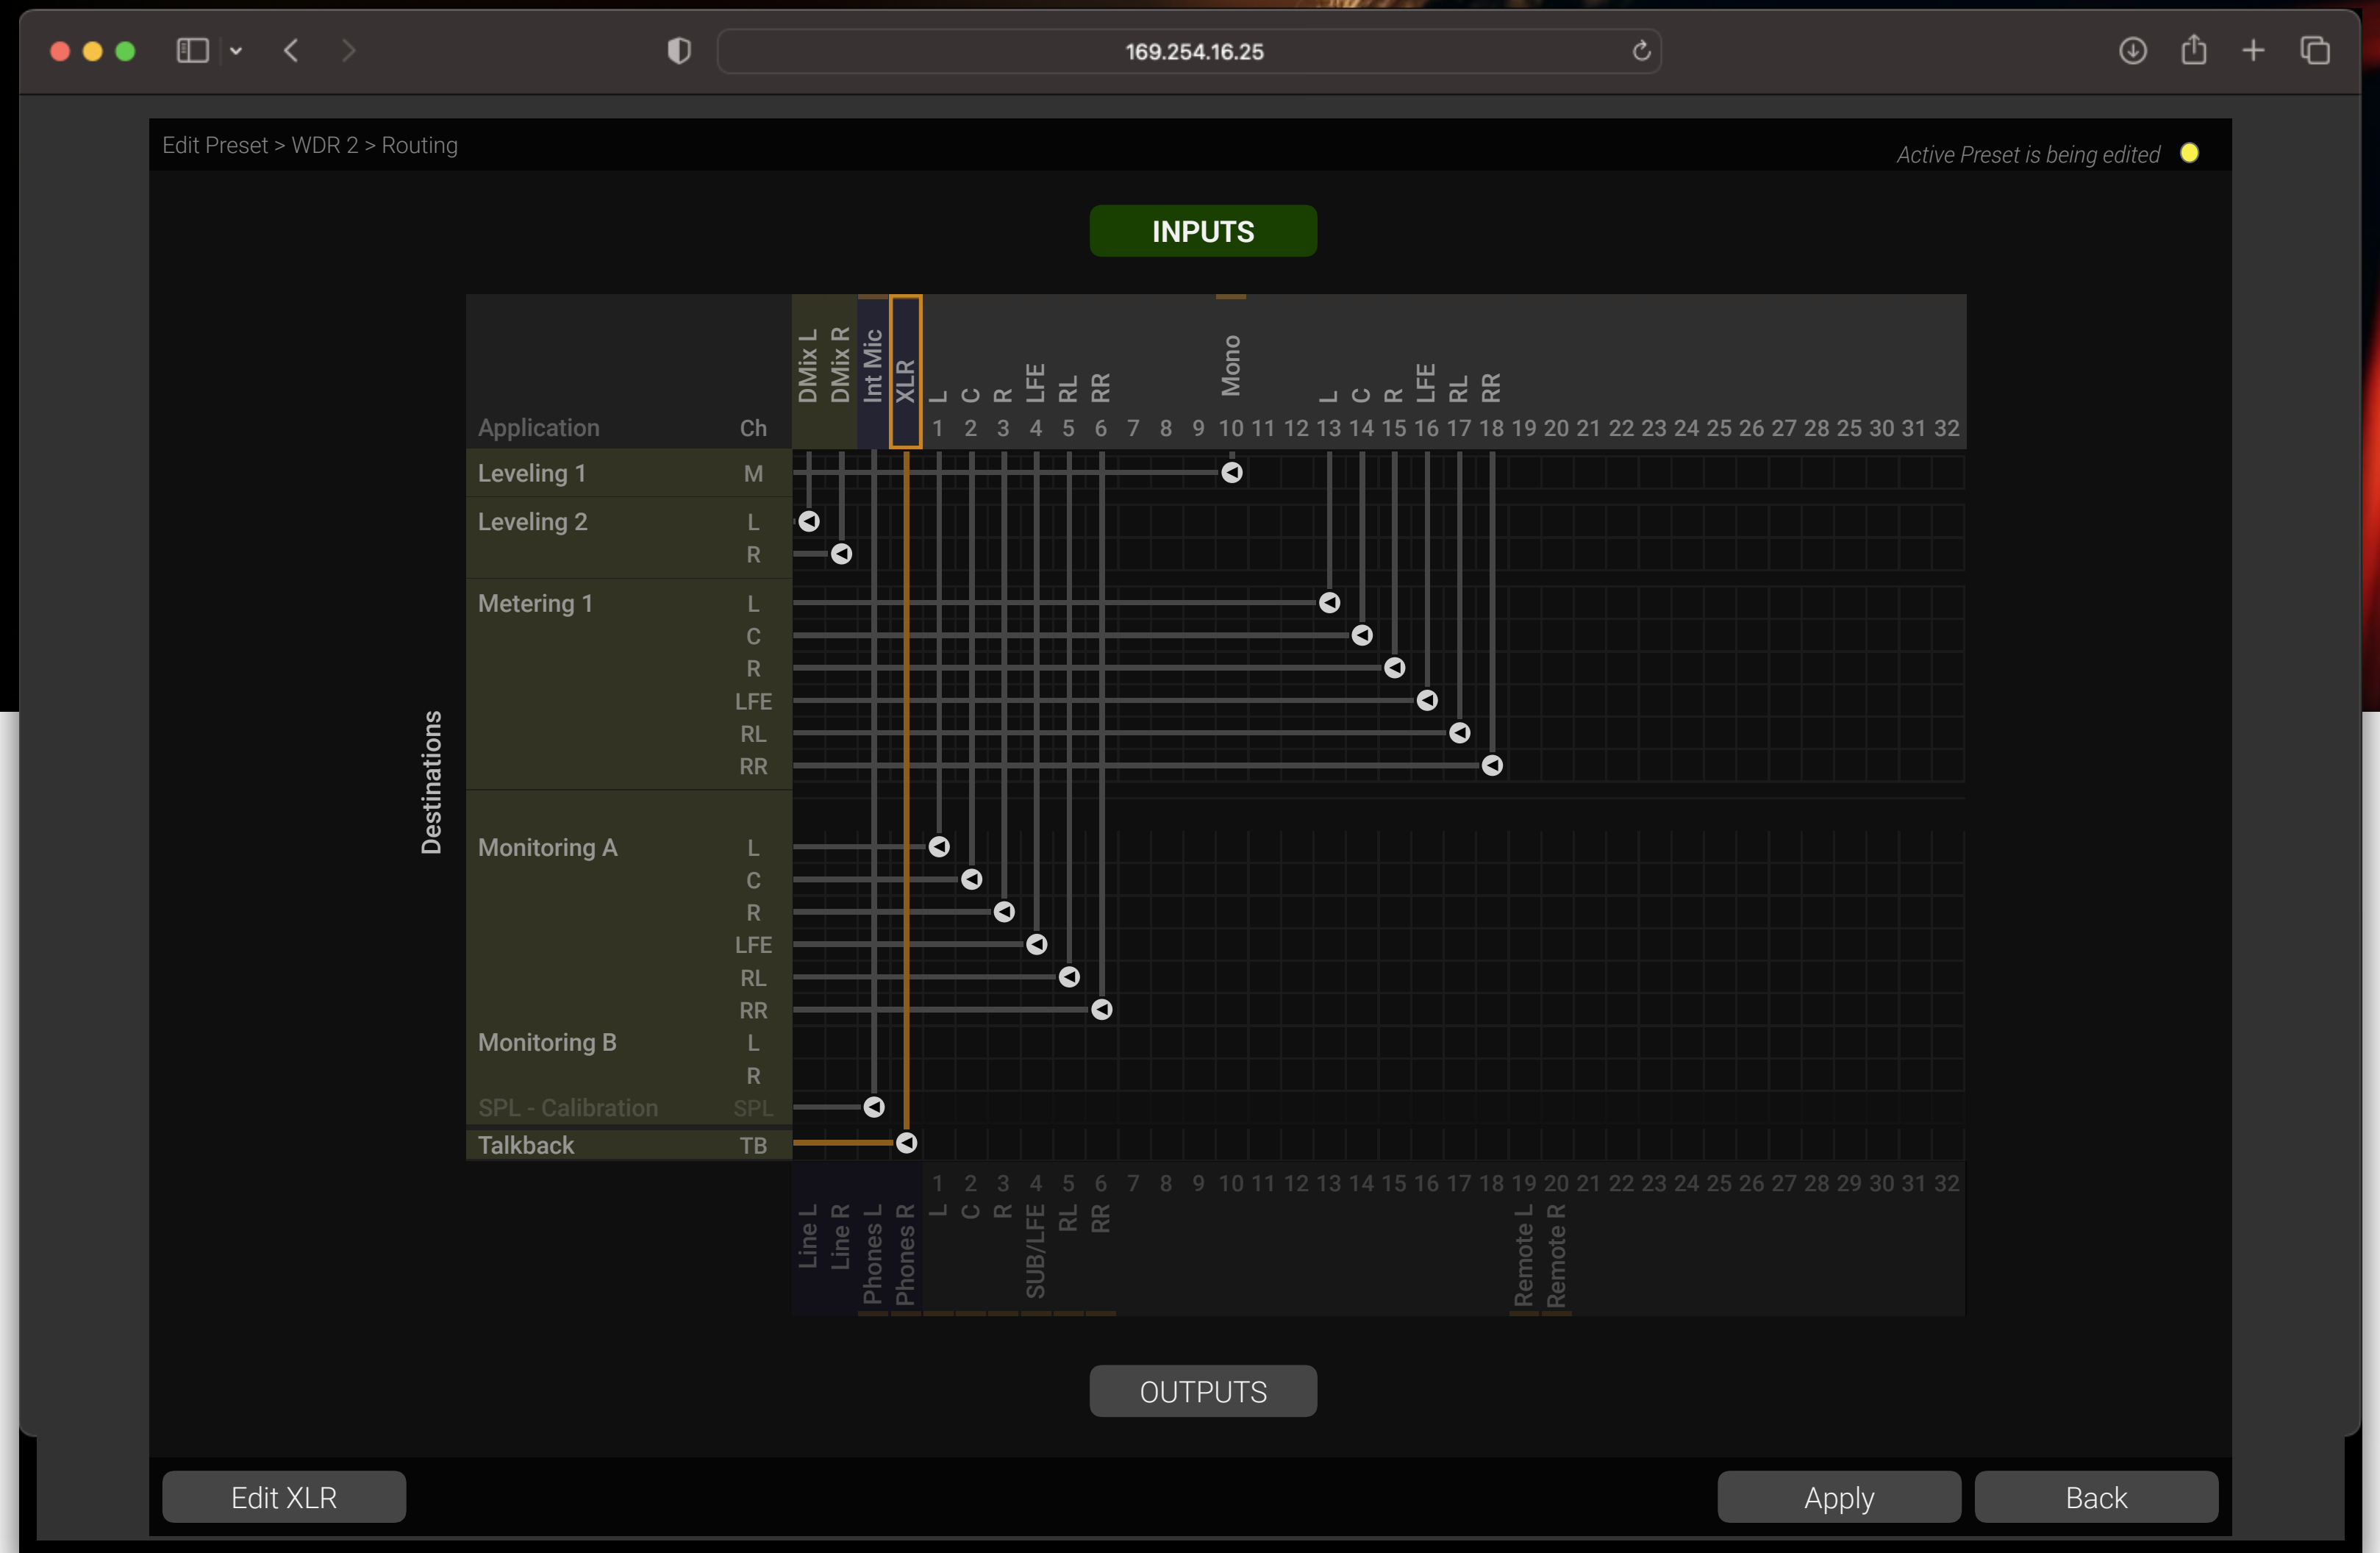 169.254.16.25
Edit Preset > WDR 2 > Routing
Active Preset is being edited
INPUTS
DMix L DMix R Int Mic XLR L C R LFE RL RR Mono L C R LFE RL RR
Application Ch 1 2 3 4 5 6 7 8 9 10 11 12 13 14 15 16 17 18 19 20 21 22 23 24 25 26 27 28 25 30 31 32
Leveling 1 M
Leveling 2 L
R
Metering 1 L
C
R
LFE
RL
RR
Destinations
Monitoring A L
C
R
LFE
RL
RR
Monitoring B L
R
SPL - Calibration SPL
Talkback TB
1 2 3 4 5 6 7 8 9 10 11 12 13 14 15 16 17 18 19 20 21 22 23 24 25 26 27 28 29 30 31 32
Line L Line R Phones L Phones R L C R SUB/LFE RL RR Remote L Remote R
OUTPUTS
Edit XLR
Apply
Back